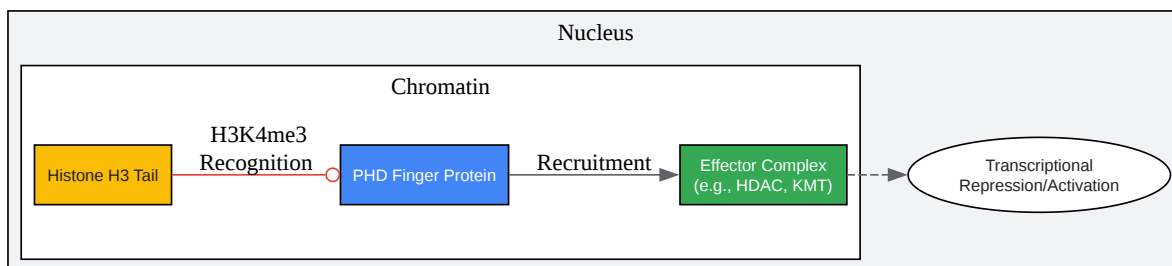 Nucleus
Chromatin
H3K4me3
Recognition
Histone H3 Tail
PHD Finger Protein
Recruitment
Effector Complex
(e.g., HDAC, KMT)
Transcriptional
Repression/Activation